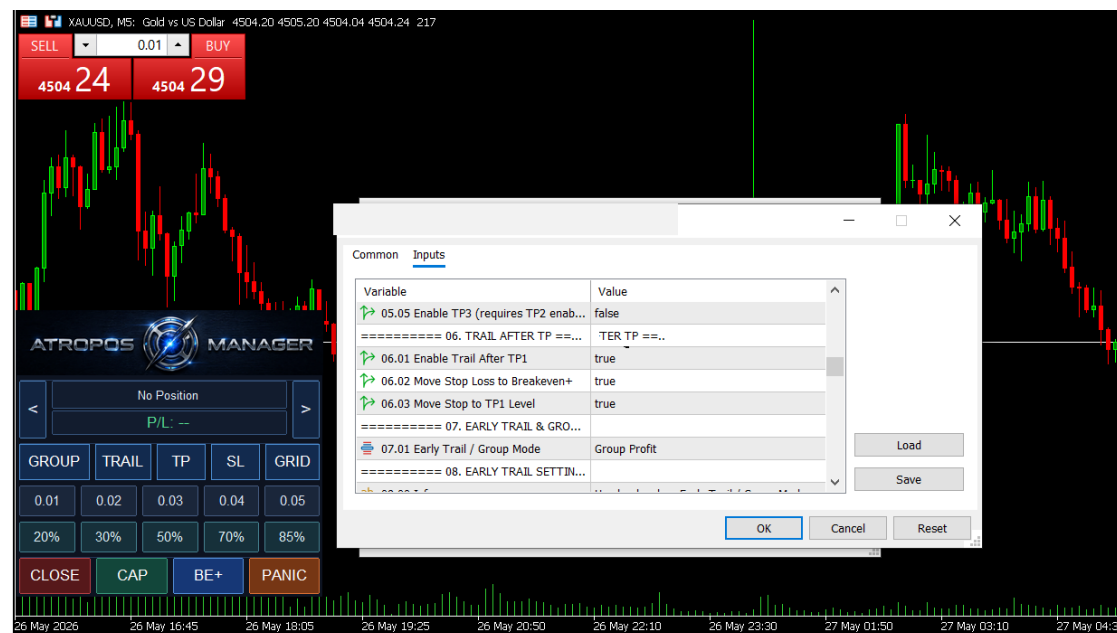 XAUUSD, M5: Gold vs US Dollar 4504.20 4505.20 4504.04 4504.24 217
SELL 0.01 BUY
4504 24 4504 29
ATROPOS MANAGER
< No Position >
P/L: --
GROUP TRAIL TP SL GRID
0.01 0.02 0.03 0.04 0.05
20% 30% 50% 70% 85%
CLOSE CAP BE+ PANIC
Common Inputs
Variable Value
05.05 Enable TP3 (requires TP2 enab... false
========== 06. TRAIL AFTER TP ==... TER TP ==..
06.01 Enable Trail After TP1 true
06.02 Move Stop Loss to Breakeven+ true
06.03 Move Stop to TP1 Level true
========== 07. EARLY TRAIL & GRO...
07.01 Early Trail / Group Mode Group Profit
========== 08. EARLY TRAIL SETTIN...
Load
Save
OK Cancel Reset
26 May 2026 26 May 16:45 26 May 18:05 26 May 19:25 26 May 20:50 26 May 22:10 26 May 23:30 27 May 01:50 27 May 03:10